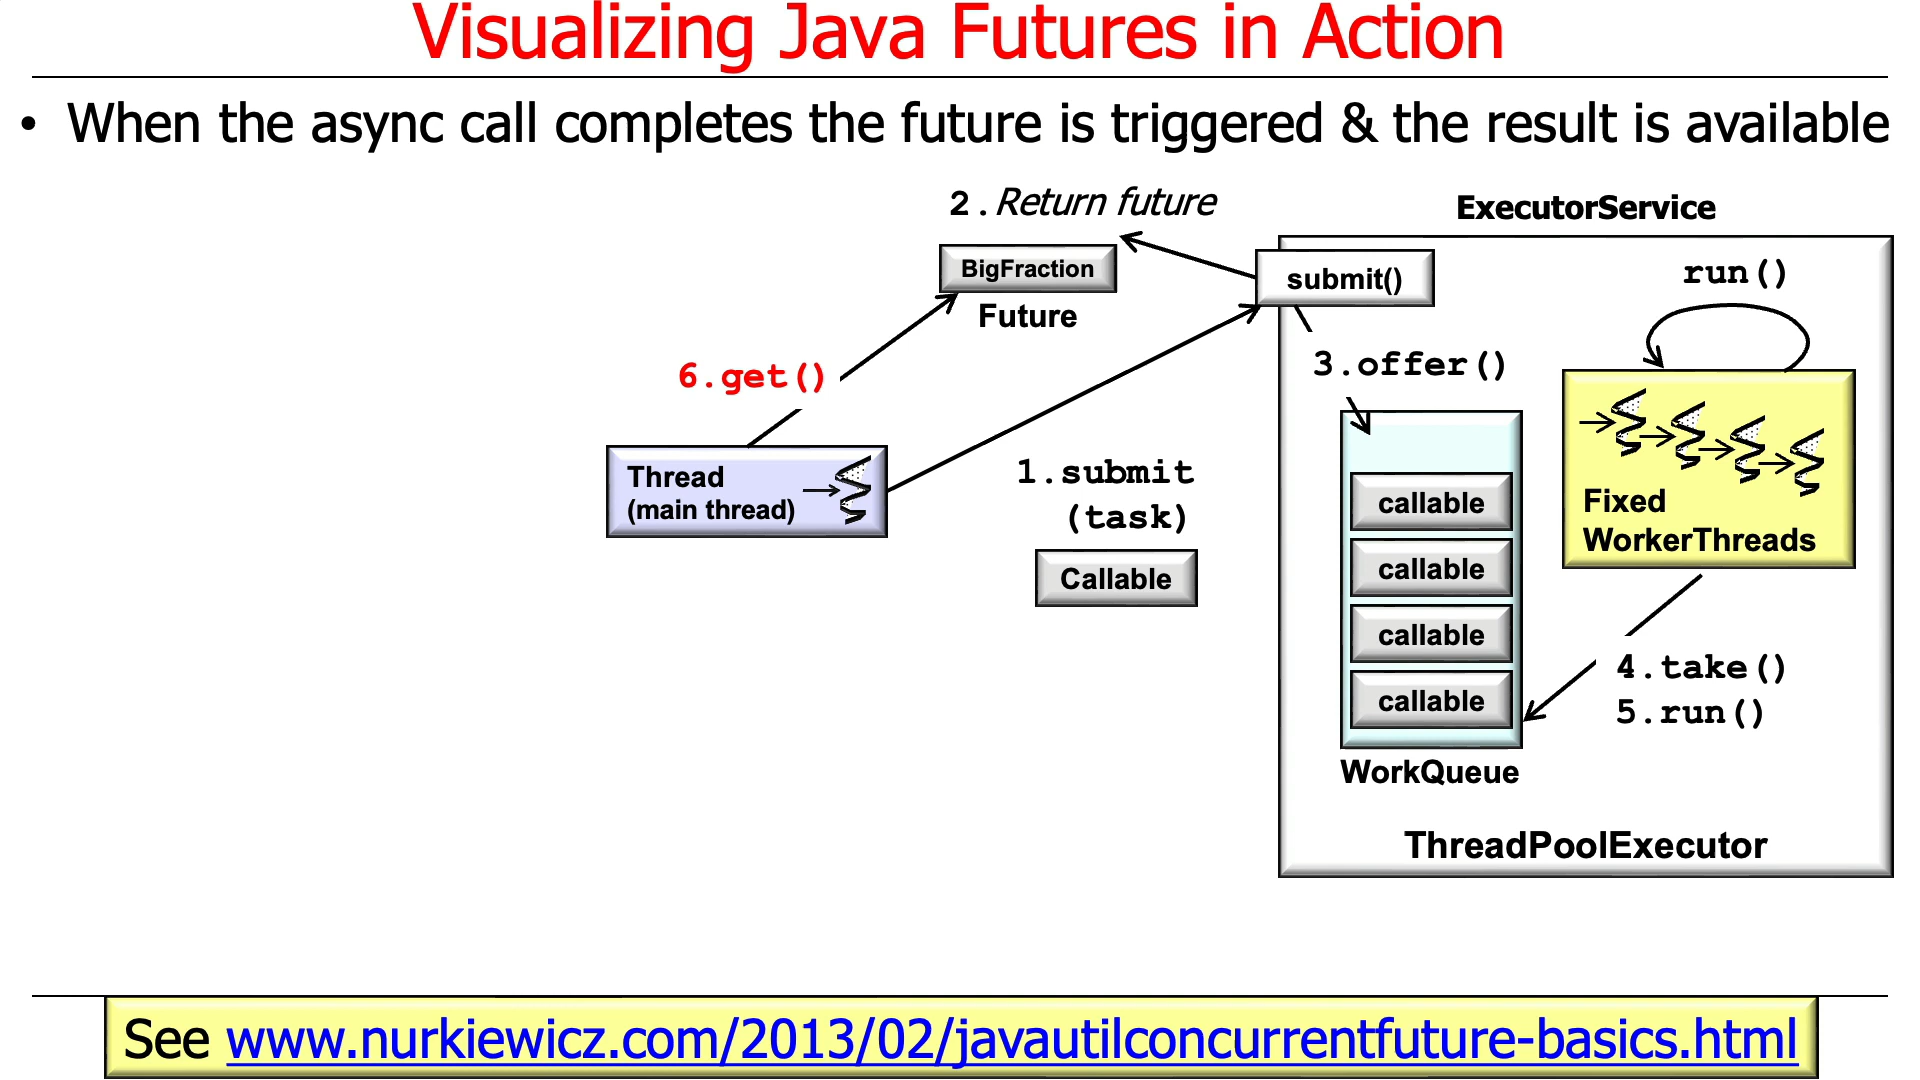 Visualizing Java Futures in Action
• When the async call completes the future is triggered & the result is available
2.Return future
ExecutorService
BigFraction
Future
submit()
run()
6.get()
3.offer()
Thread
(main thread)
1.submit
(task)
Callable
callable
callable
callable
callable
WorkQueue
Fixed
WorkerThreads
4.take()
5.run()
ThreadPoolExecutor
See www.nurkiewicz.com/2013/02/javautilconcurrentfuture-basics.html